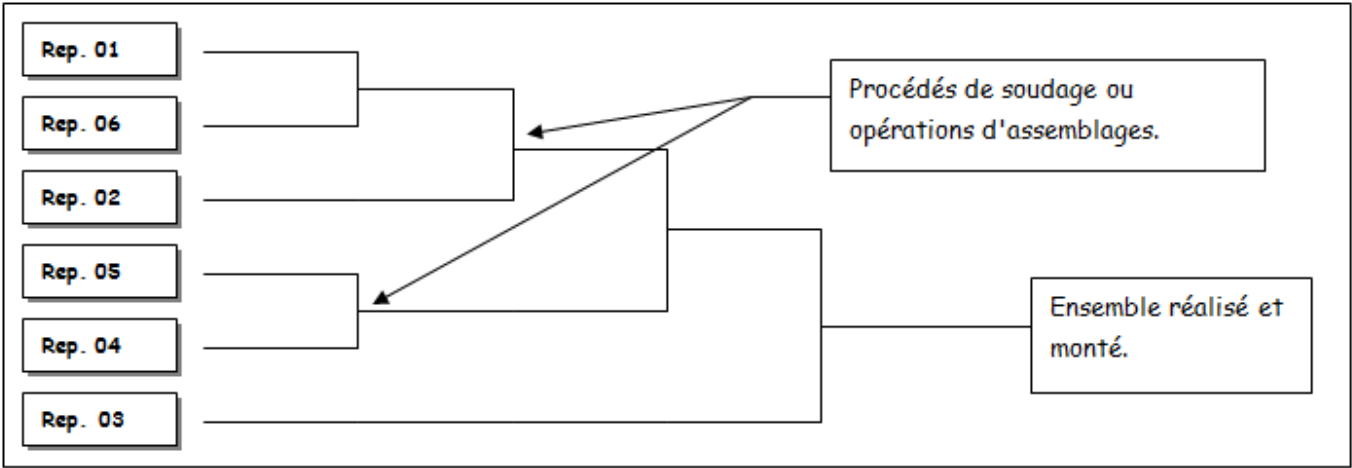 Rep. 01
Rep. 06
Rep. 02
Rep. 05
Rep. 04
Rep. 03
Procédés de soudage ou
opérations d'assemblages.
Ensemble réalisé et
monté.